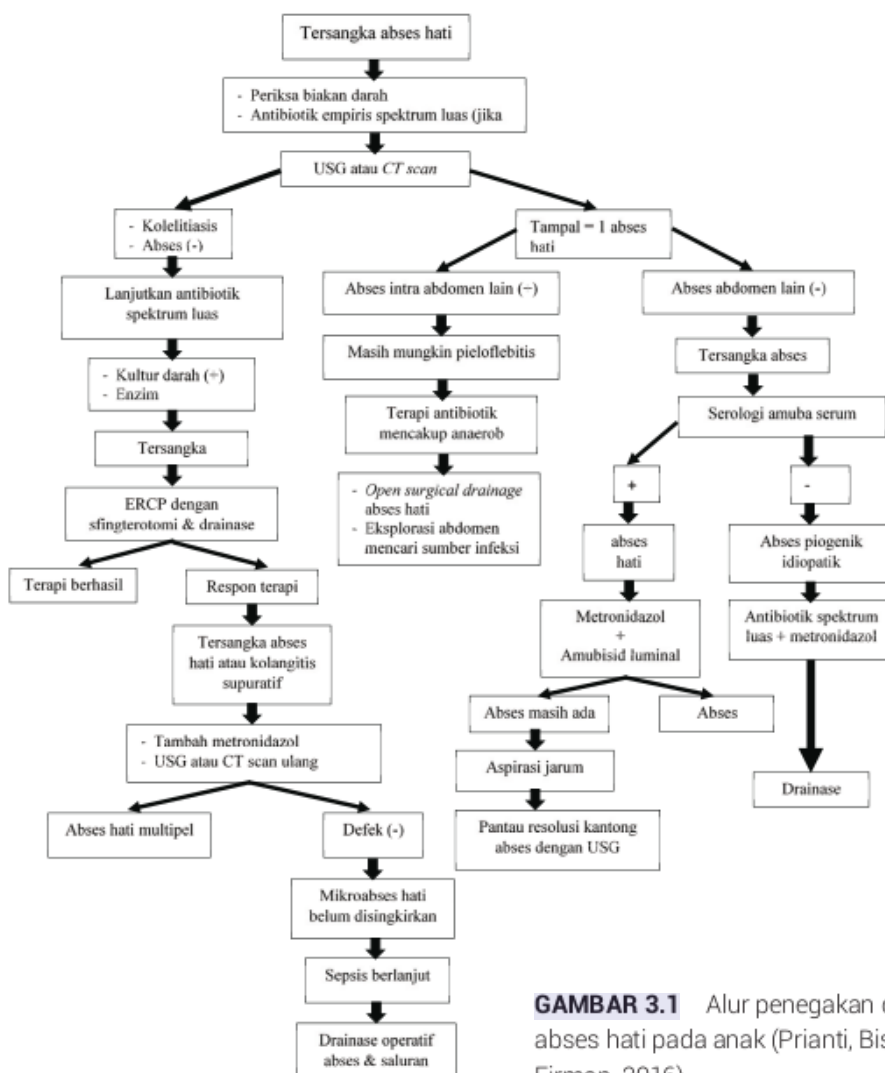 Tersangka abses hati
- Periksa biakan darah
- Antibiotik empiris spektrum luas (jika
USG atau CT scan
- Kolelitiasis
- Abses (-)
Lanjutkan antibiotik
spektrum luas
- Kultur darah (+)
- Enzim
Tersangka
ERCP dengan
sfingterotomi & drainase
Terapi berhasil
Respon terapi
Tersangka abses
hati atau kolangitis
supuratif
- Tambah metronidazol
- USG atau CT scan ulang
Abses hati multipel
Defek (-)
Mikroabses hati
belum disingkirkan
Sepsis berlanjut
Drainase operatif
abses & saluran
Tampal = 1 abses
hati
Abses intra abdomen lain (+)
Masih mungkin pieloflebitis
Terapi antibiotik
mencakup anaerob
- Open surgical drainage
abses hati
- Eksplorasi abdomen
mencari sumber infeksi
Abses abdomen lain (-)
Tersangka abses
Serologi amuba serum
+
abses
hati
Metronidazol
+
Amubisid luminal
Abses masih ada
Aspirasi jarum
Pantau resolusi kantong
abses dengan USG
Abses
-
Abses piogenik
idiopatik
Antibiotik spektrum
luas + metronidazol
Drainase
GAMBAR 3.1 Alur penegakan
abses hati pada anak (Prianti,